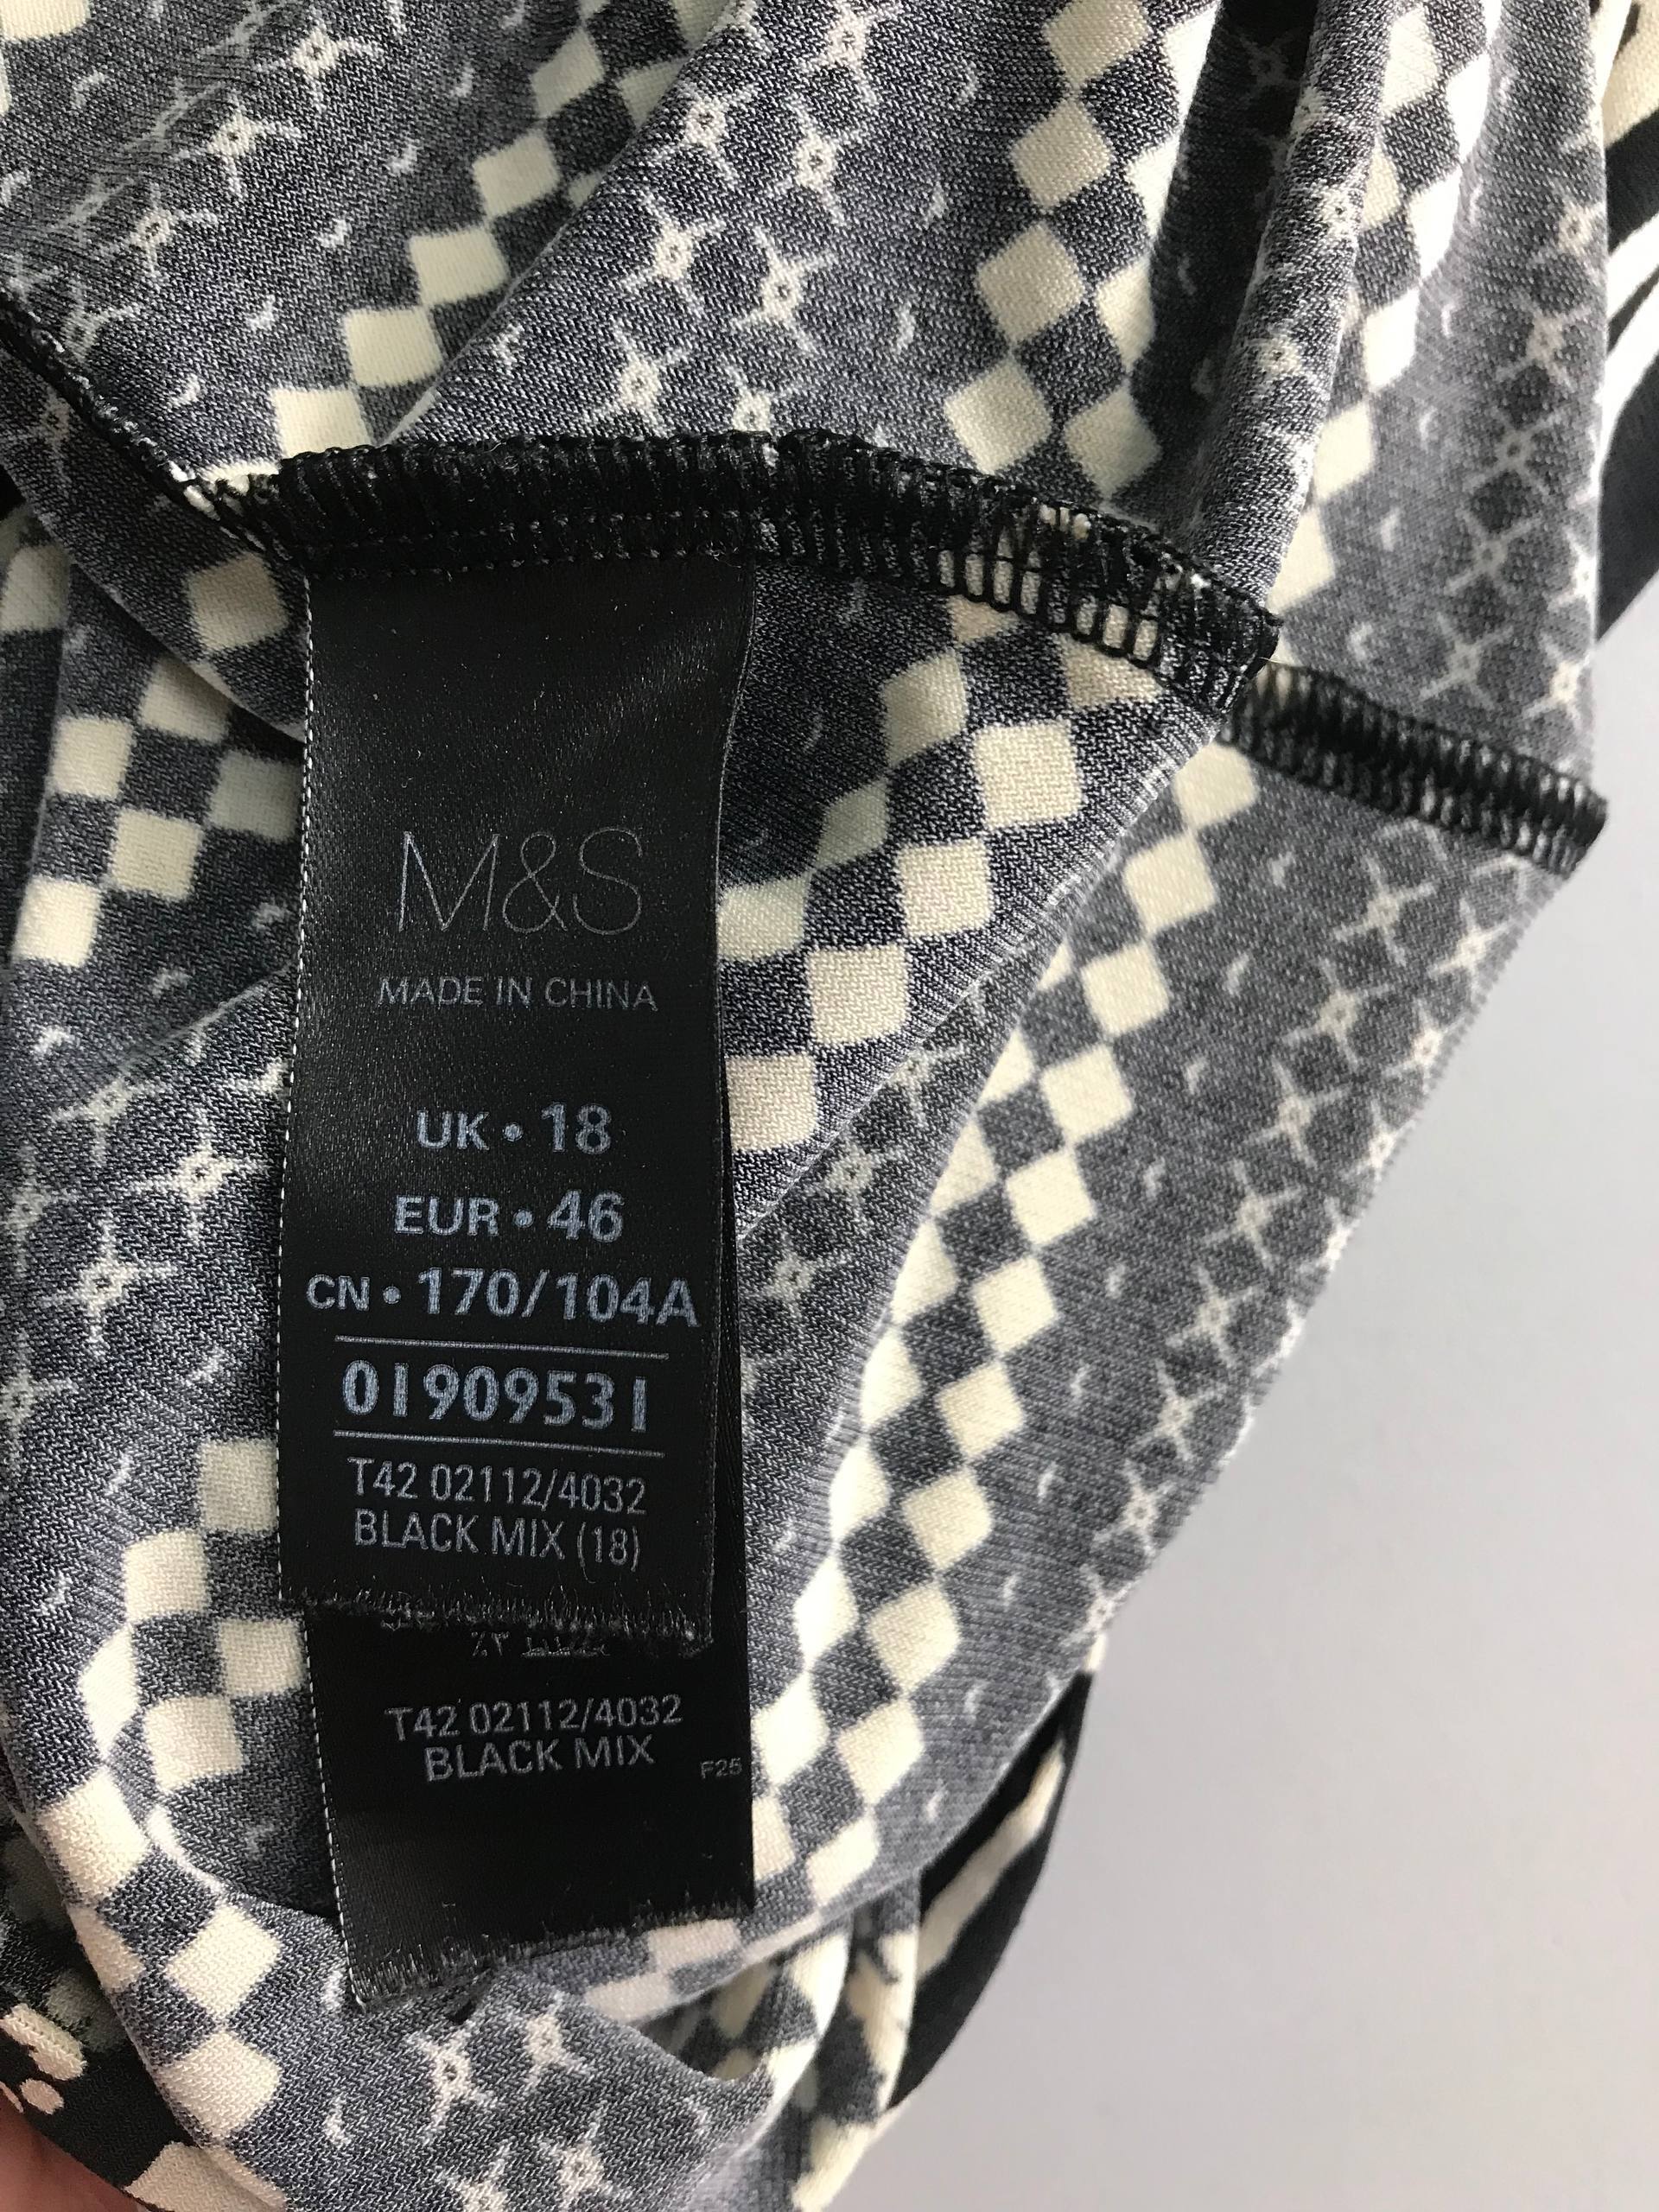 M&S
MADE IN CHINA
UK • 18
EUR • 46
CN • 170/104A
01909531
T42 02112/4032
BLACK MIX (18)
T42 02112/4032
BLACK MIX
F25